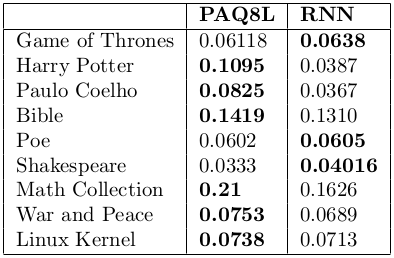 PAQ8L RNN
Game of Thrones 0.06118 0.0638
Harry Potter 0.1095 0.0387
Paulo Coelho 0.0825 0.0367
Bible 0.1419 0.1310
Poe 0.0602 0.0605
Shakespeare 0.0333 0.04016
Math Collection 0.21 0.1626
War and Peace 0.0753 0.0689
Linux Kernel 0.0738 0.0713